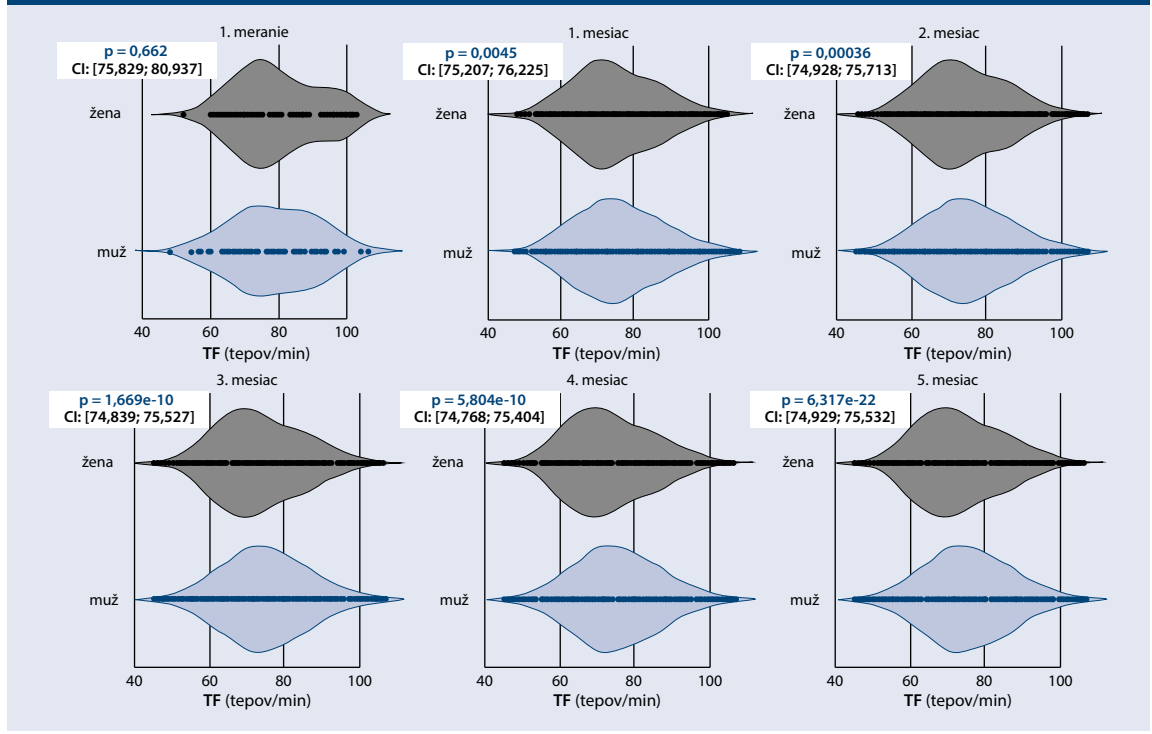 1. meranie
p = 0,662
CI: [75,829; 80,937]
žena
muž
40 60 80 100
TF (tepov/min)
1. mesiac
p = 0,0045
CI: [75,207; 76,225]
žena
muž
40 60 80 100
TF (tepov/min)
2. mesiac
p = 0,00036
CI: [74,928; 75,713]
žena
muž
40 60 80 100
TF (tepov/min)
3. mesiac
p = 1,669e-10
CI: [74,839; 75,527]
žena
muž
40 60 80 100
TF (tepov/min)
4. mesiac
p = 5,804e-10
CI: [74,768; 75,404]
žena
muž
40 60 80 100
TF (tepov/min)
5. mesiac
p = 6,317e-22
CI: [74,929; 75,532]
žena
muž
40 60 80 100
TF (tepov/min)